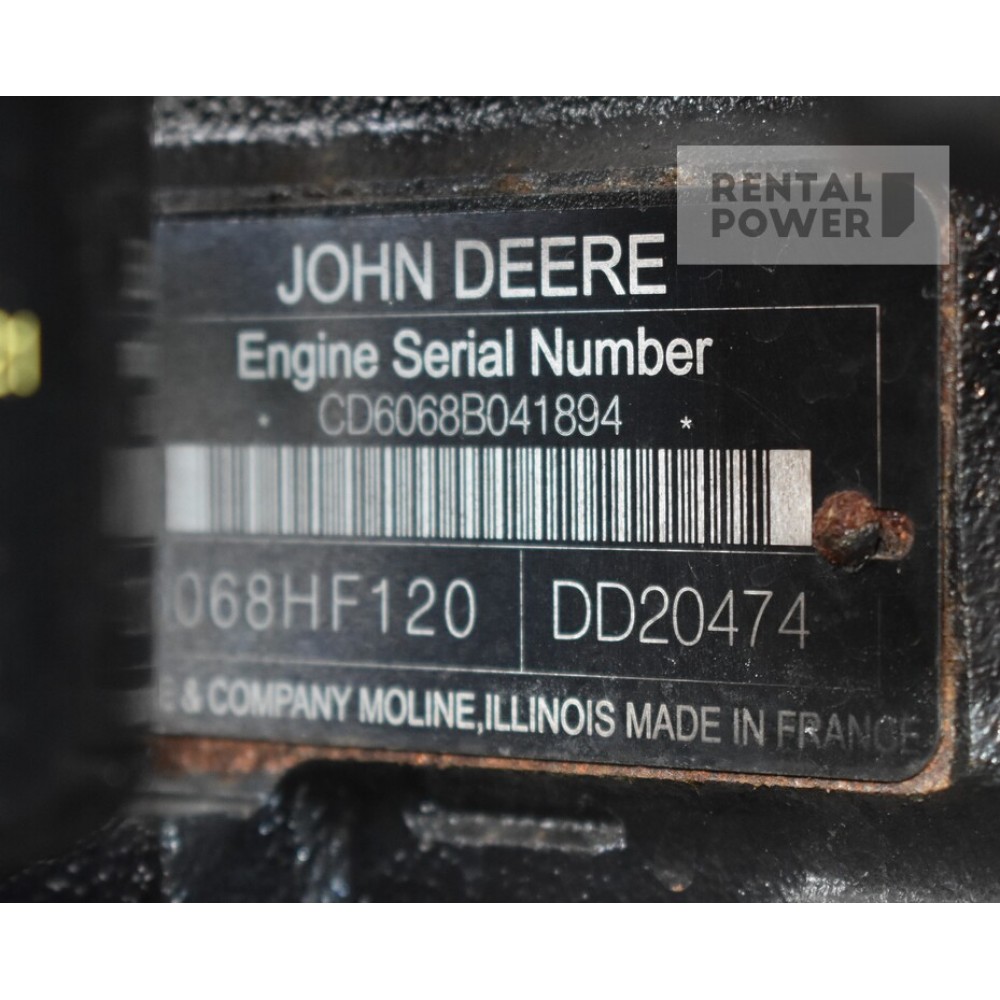 RENTAL
POWER
JOHN DEERE
Engine Serial Number
* CD6068B041894 *
068HF120 DD20474
E & COMPANY MOLINE, ILLINOIS MADE IN FRANCE